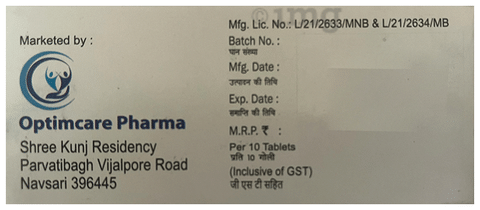 Marketed by :
Optimcare Pharma
Shree Kunj Residency
Parvatibagh Vijalpore Road
Navsari 396445
Mfg. Lic. No.: L/21/2633/MNB & L/21/2634/MB
Batch No. :
घान संख्या
Mfg. Date :
उत्पादन की तिथि
Exp. Date :
समाप्ति की तिथि
M.R.P. ₹ :
Per 10 Tablets
प्रति 10 गोली
(Inclusive of GST)
जी एस टी सहित